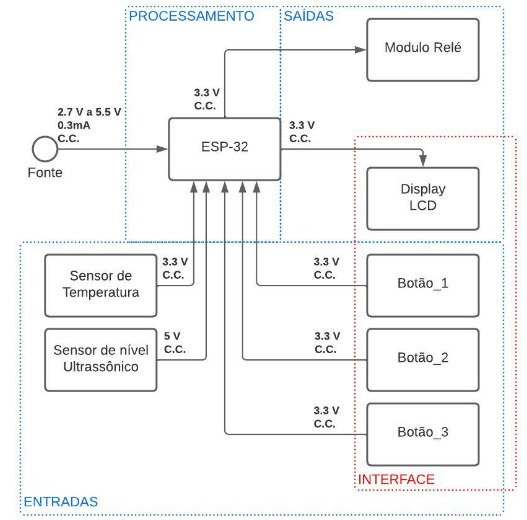 PROCESSAMENTO
SAÍDAS
Modulo Relé
3.3 V
C.C.
2.7 V a 5.5 V
0.3mA
C.C.
Fonte
ESP-32
3.3 V
C.C.
Display
LCD
Sensor de
Temperatura
3.3 V
C.C.
3.3 V
C.C.
Botão_1
Sensor de nível
Ultrassônico
5 V
C.C.
3.3 V
C.C.
Botão_2
3.3 V
C.C.
Botão_3
INTERFACE
ENTRADAS